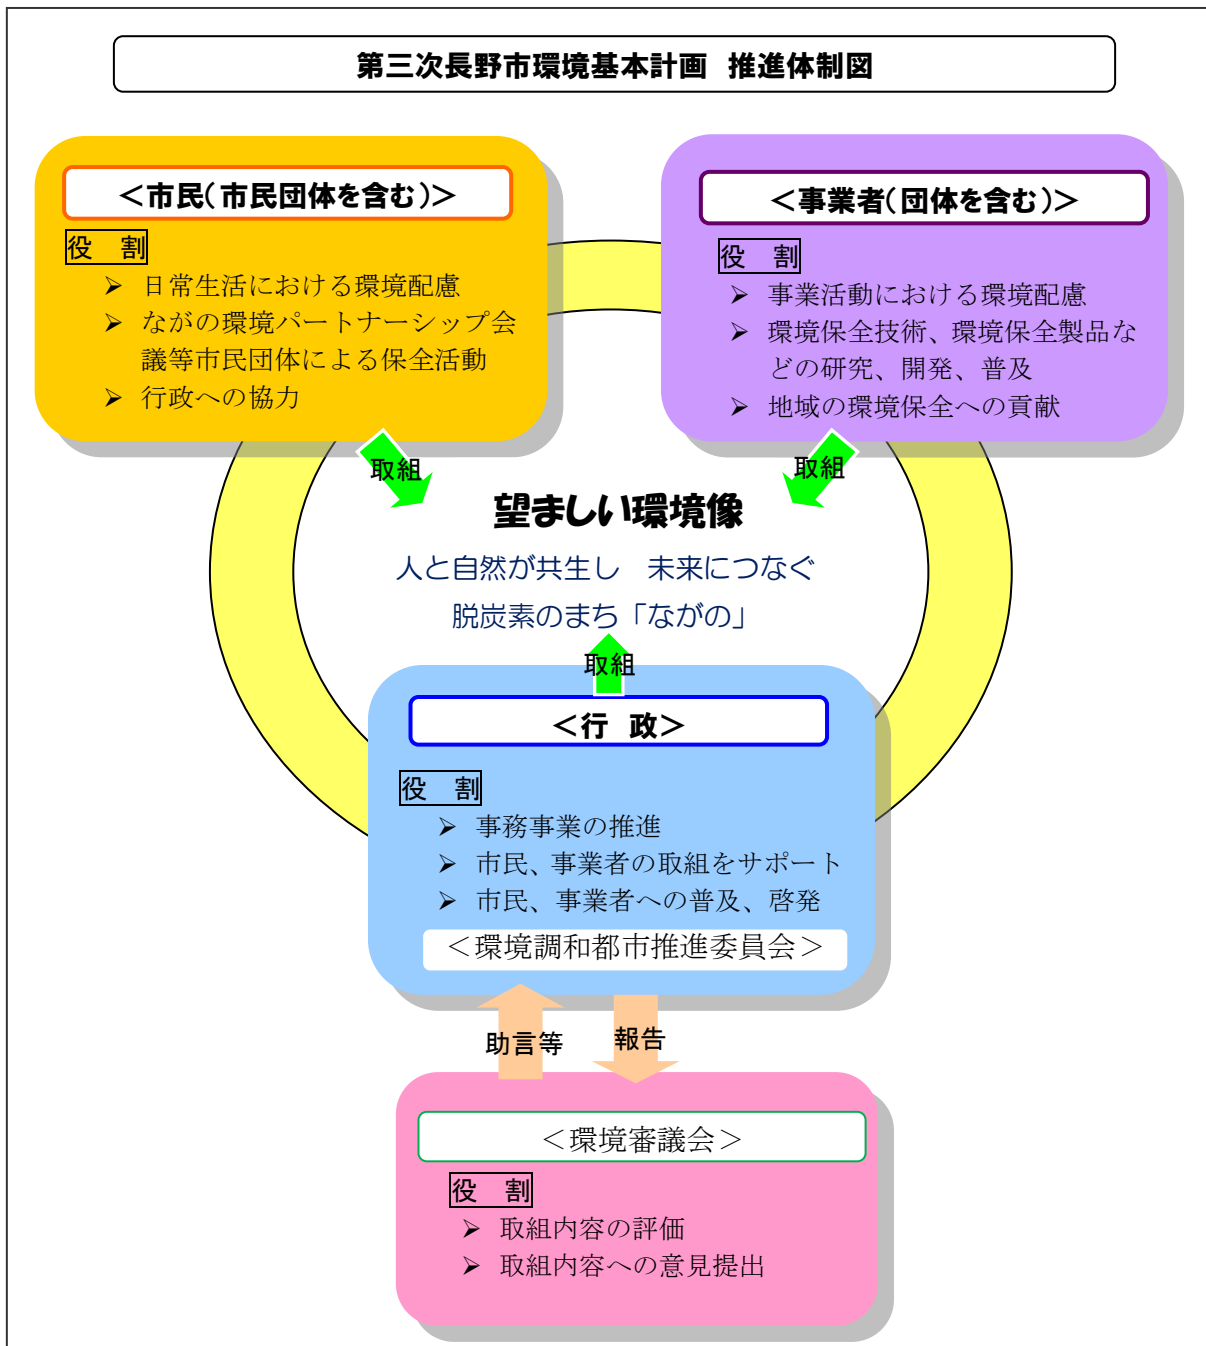 第三次長野市環境基本計画 推進体制図
＜市民(市民団体を含む)＞
役 割
➢ 日常生活における環境配慮
➢ ながの環境パートナーシップ会
議等市民団体による保全活動
➢ 行政への協力
取組
＜事業者(団体を含む)＞
役 割
➢ 事業活動における環境配慮
➢ 環境保全技術、環境保全製品な
どの研究、開発、普及
➢ 地域の環境保全への貢献
取組
望ましい環境像
人と自然が共生し 未来につなぐ
脱炭素のまち「ながの」
取組
＜行 政＞
役 割
➢ 事務事業の推進
➢ 市民、事業者の取組をサポート
➢ 市民、事業者への普及、啓発
＜環境調和都市推進委員会＞
助言等
報告
＜環境審議会＞
役 割
➢ 取組内容の評価
➢ 取組内容への意見提出